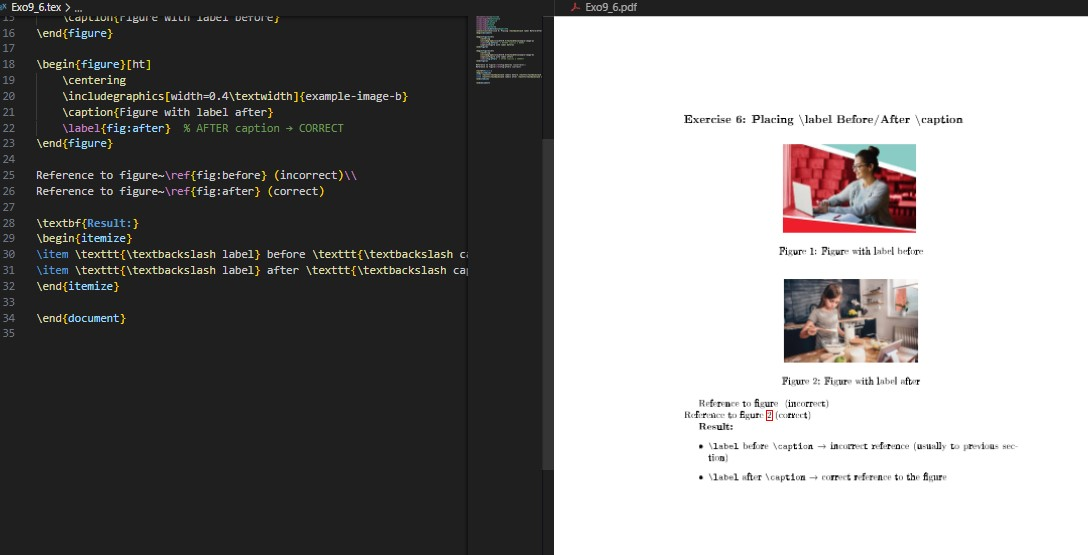 Exo9_6.tex > ...
15 \caption{Figure with label before}
16 \end{figure}
17
18 \begin{figure}[ht]
19 \centering
20 \includegraphics[width=0.4\textwidth]{example-image-b}
21 \caption{Figure with label after}
22 \label{fig:after} % AFTER caption → CORRECT
23 \end{figure}
24
25 Reference to figure~\ref{fig:before} (incorrect)\\
26 Reference to figure~\ref{fig:after} (correct)
27
28 \textbf{Result:}
29 \begin{itemize}
30 \item \texttt{\textbackslash label} before \texttt{\textbackslash ca
31 \item \texttt{\textbackslash label} after \texttt{\textbackslash cap
32 \end{itemize}
33
34 \end{document}
35
Exo9_6.pdf
Exercise 6: Placing \label Before/After \caption
Figure 1: Figure with label before
Figure 2: Figure with label after
Reference to figure (incorrect)
Reference to figure 2 (correct)
Result:
• \label before \caption → incorrect reference (usually to previous sec-
tion)
• \label after \caption → correct reference to the figure